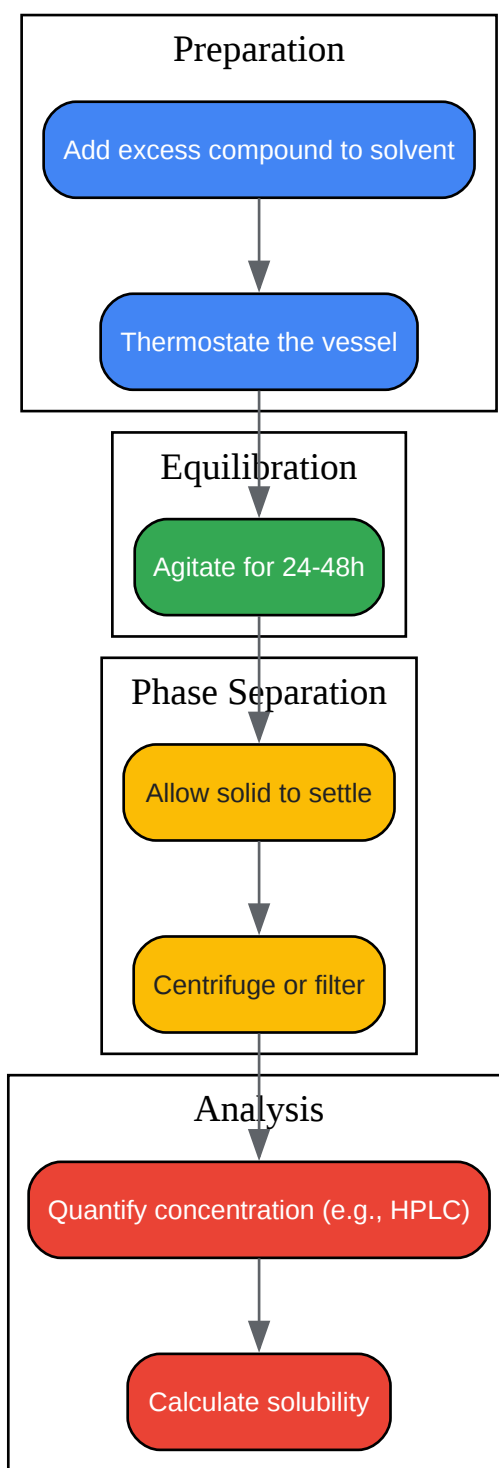 Preparation
Add excess compound to solvent
Thermostate the vessel
Equilibration
Agitate for 24-48h
Phase Separation
Allow solid to settle
Centrifuge or filter
Analysis
Quantify concentration (e.g., HPLC)
Calculate solubility